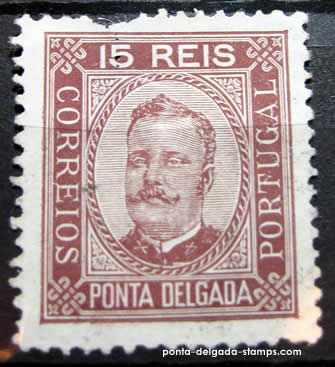 15 REIS
CORREIOS
PORTUGAL
PONTA DELGADA
ponta-delgada-stamps.com